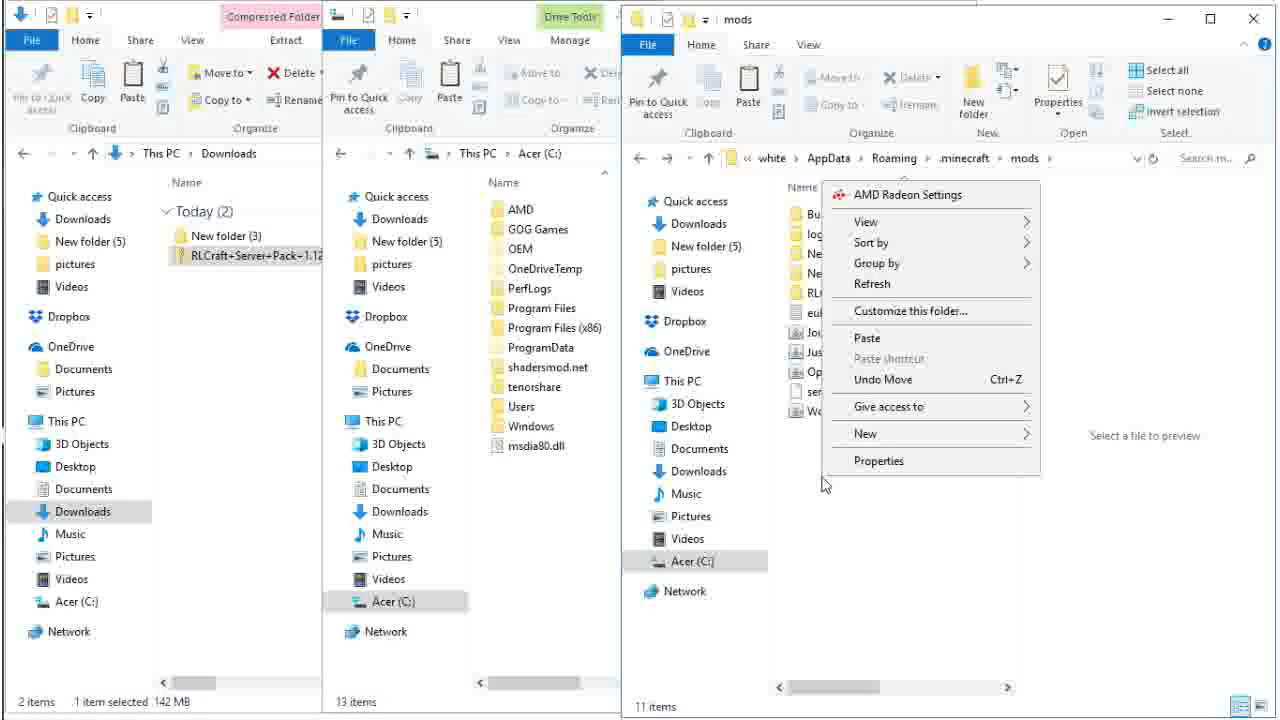 Compressed Folder
File
Home
Share
View
Extract
Pin to Quick access
Copy
Paste
Move to
Copy to
Delete
Rename
Clipboard
Organize
This PC
Downloads
Quick access
Downloads
New folder (5)
pictures
Videos
Dropbox
OneDrive
Documents
Pictures
This PC
3D Objects
Desktop
Documents
Downloads
Music
Pictures
Videos
Acer (C:)
Network
Name
Today (2)
New folder (3)
RLCraft+Server+Pack-1.12
2 items
1 item selected 142 MB
Drive Tools
File
Home
Share
View
Manage
Pin to Quick access
Copy
Paste
Move to
Copy to
Clipboard
Organize
This PC
Acer (C:)
Quick access
Downloads
New folder (5)
pictures
Videos
Dropbox
OneDrive
Documents
Pictures
This PC
3D Objects
Desktop
Documents
Downloads
Music
Pictures
Videos
Acer (C:)
Network
Name
AMD
GOG Games
OEM
OneDriveTemp
PerfLogs
Program Files
Program Files (x86)
ProgramData
shadersmod.net
tenorshare
Users
Windows
msdia80.dll
13 items
mods
File
Home
Share
View
Pin to Quick access
Copy
Paste
Move to
Copy to
Delete
Rename
New folder
Properties
Select all
Select none
Invert selection
Clipboard
Organize
New
Open
Select
white
AppData
Roaming
.minecraft
mods
Search m...
Quick access
Downloads
New folder (5)
pictures
Videos
Dropbox
OneDrive
This PC
3D Objects
Desktop
Documents
Downloads
Music
Pictures
Videos
Acer (C:)
Network
Name
AMD Radeon Settings
View
Sort by
Group by
Refresh
Customize this folder...
Paste
Paste shortcut
Undo Move Ctrl+Z
Give access to
New
Properties
Select a file to preview.
11 items